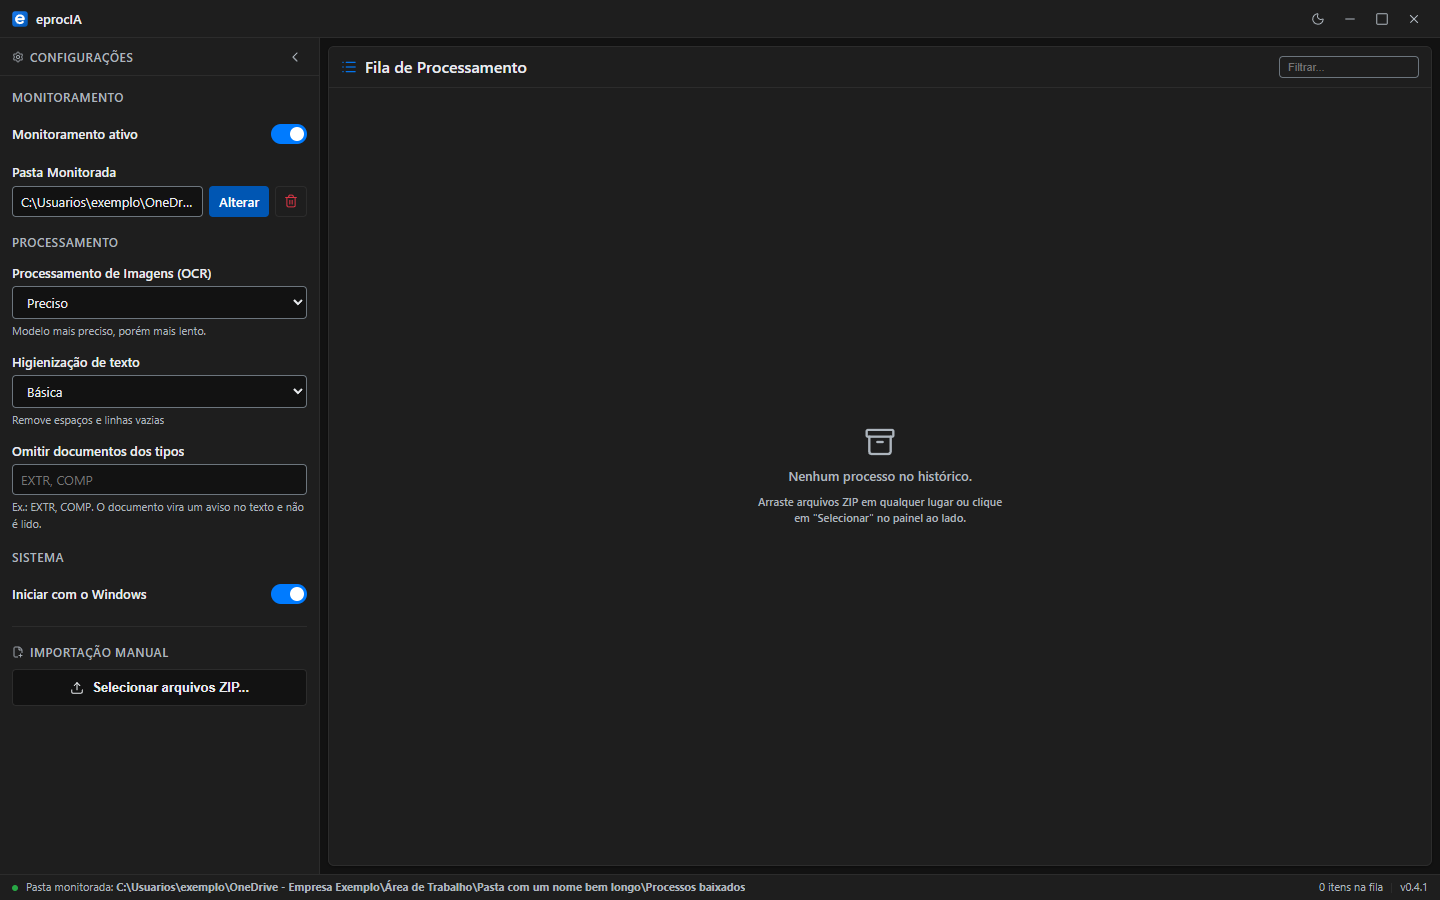 eprocIA
CONFIGURAÇÕES
MONITORAMENTO
Monitoramento ativo
Pasta Monitorada
C:\Usuarios\exemplo\OneDr...
Alterar
PROCESSAMENTO
Processamento de Imagens (OCR)
Preciso
Modelo mais preciso, porém mais lento.
Higienização de texto
Básica
Remove espaços e linhas vazias
Omitir documentos dos tipos
EXTR, COMP
Ex.: EXTR, COMP. O documento vira um aviso no texto e não
é lido.
SISTEMA
Iniciar com o Windows
IMPORTAÇÃO MANUAL
Selecionar arquivos ZIP...
Fila de Processamento
Filtrar...
Nenhum processo no histórico.
Arraste arquivos ZIP em qualquer lugar ou clique
em "Selecionar" no painel ao lado.
Pasta monitorada: C:\Usuarios\exemplo\OneDrive - Empresa Exemplo\Área de Trabalho\Pasta com um nome bem longo\Processos baixados
0 itens na fila
v0.4.1